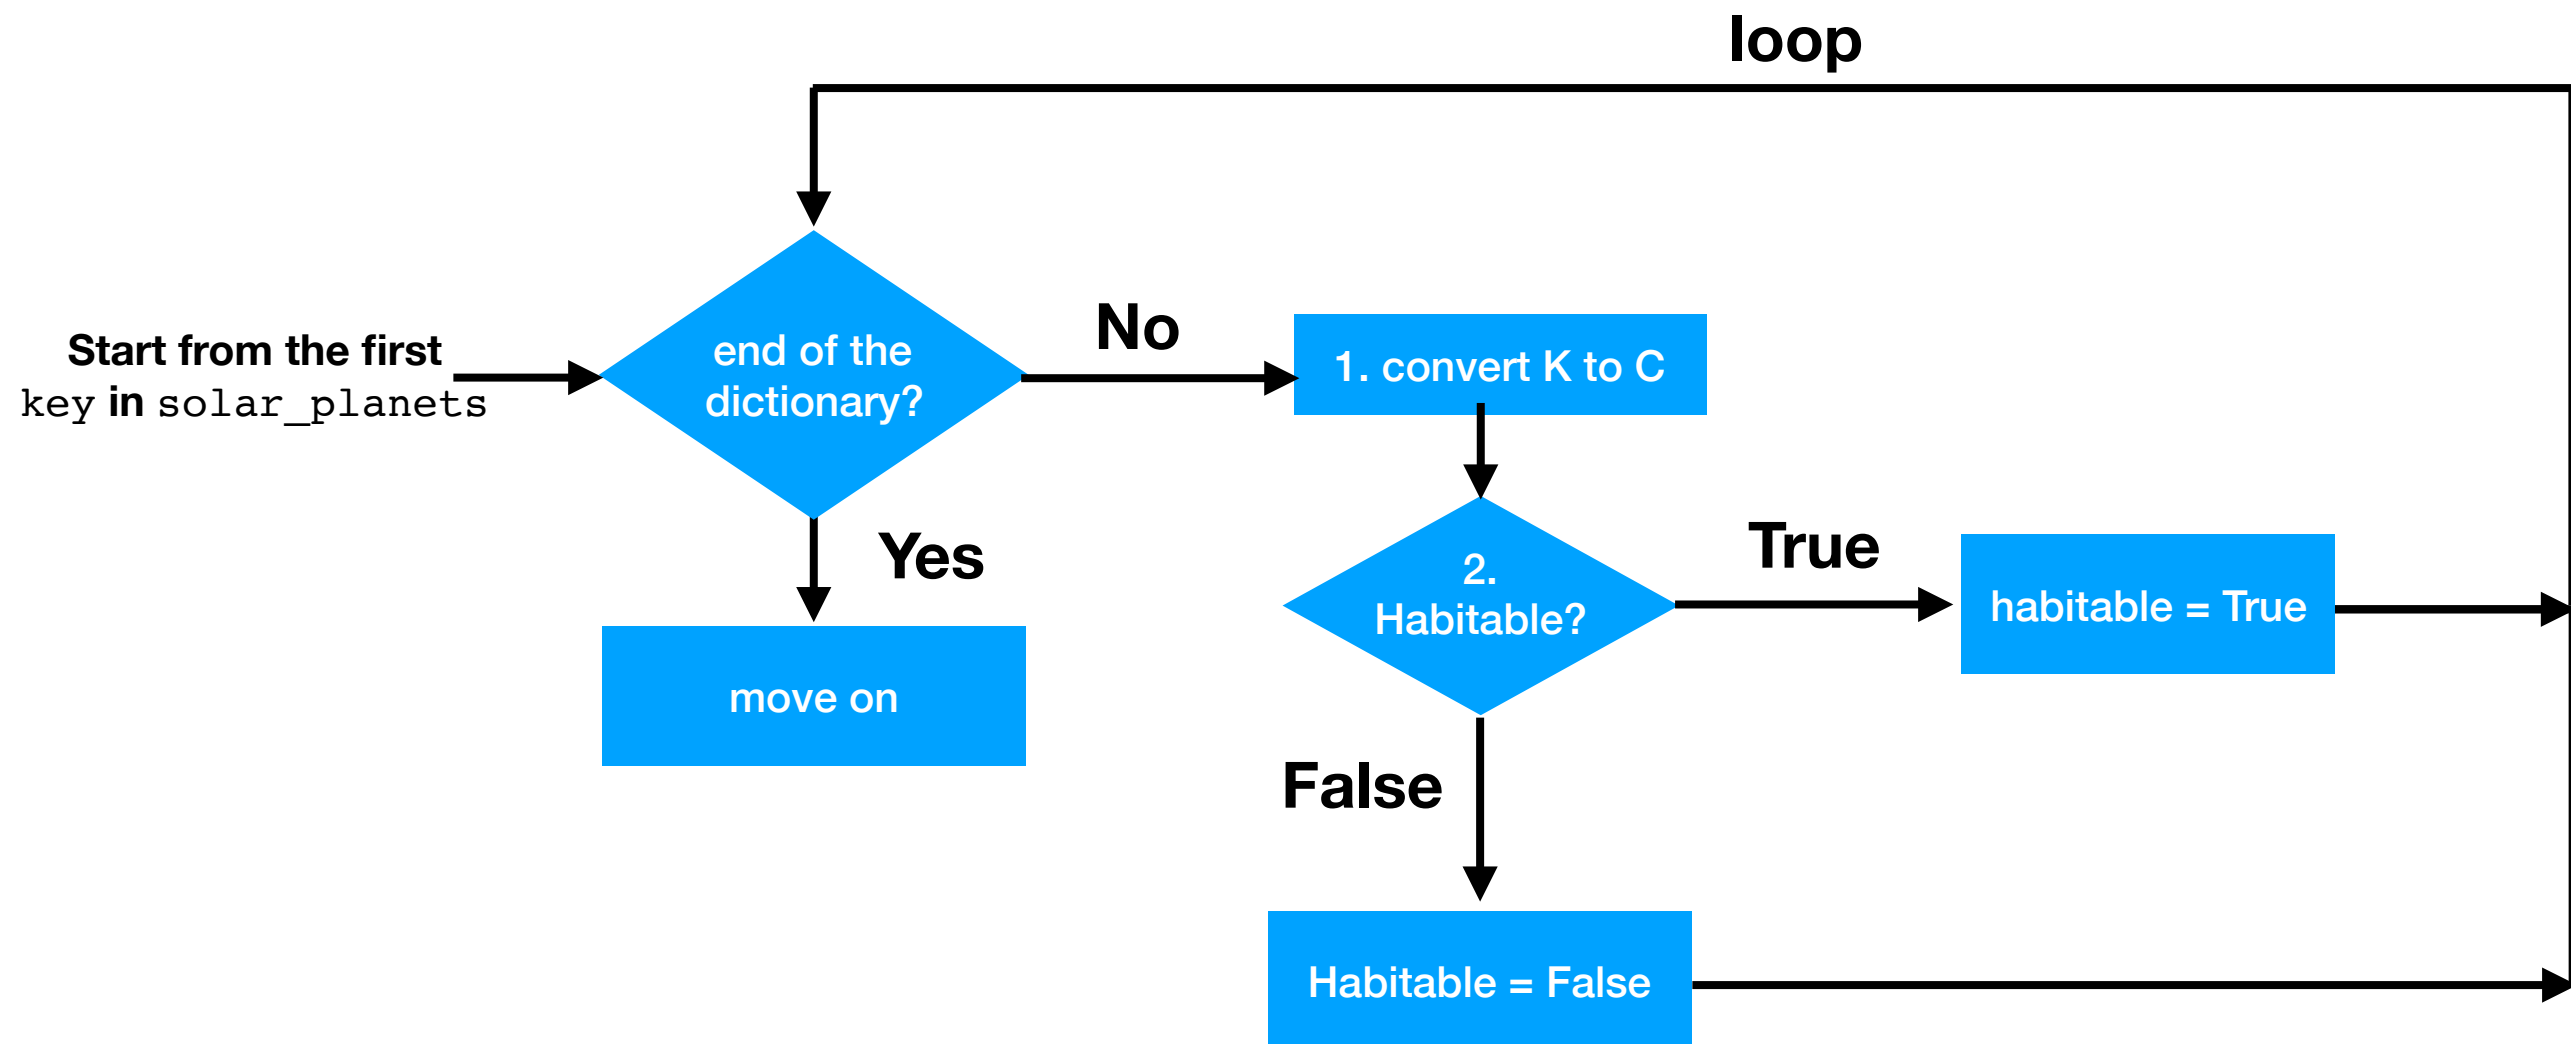 loop
Start from the first
key in solar_planets
end of the
dictionary?
No
1. convert K to C
Yes
move on
2.
Habitable?
True
habitable = True
False
Habitable = False